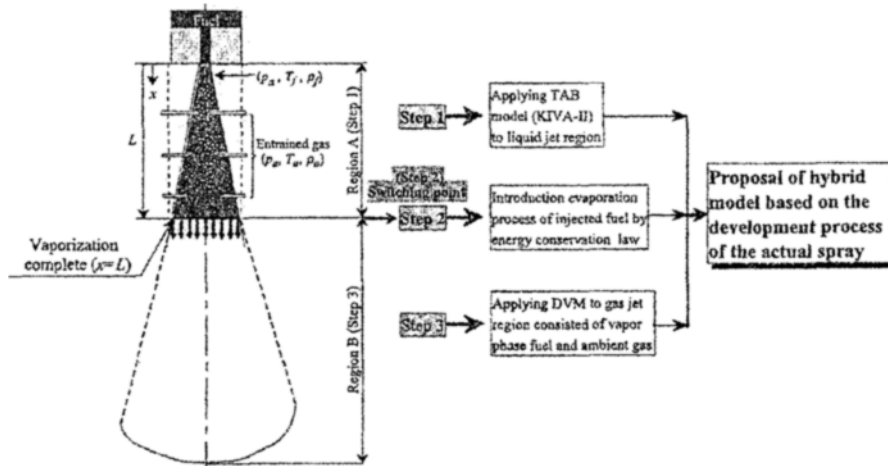 Fuel
(pₐ, T_f, ρ_f)
x
L
Entrained gas
(pₐ, Tₐ, ρₐ)
Region A (Step 1)
Vaporization
complete (x=L)
Region B (Step 3)
Step 1
Applying TAB
model (KIVA-II)
to liquid jet region
(Step 2)
Switching point
Step 2
Introduction evaporation
process of injected fuel by
energy conservation law
Step 3
Applying DVM to gas jet
region consisted of vapor
phase fuel and ambient gas
Proposal of hybrid
model based on the
development process
of the actual spray